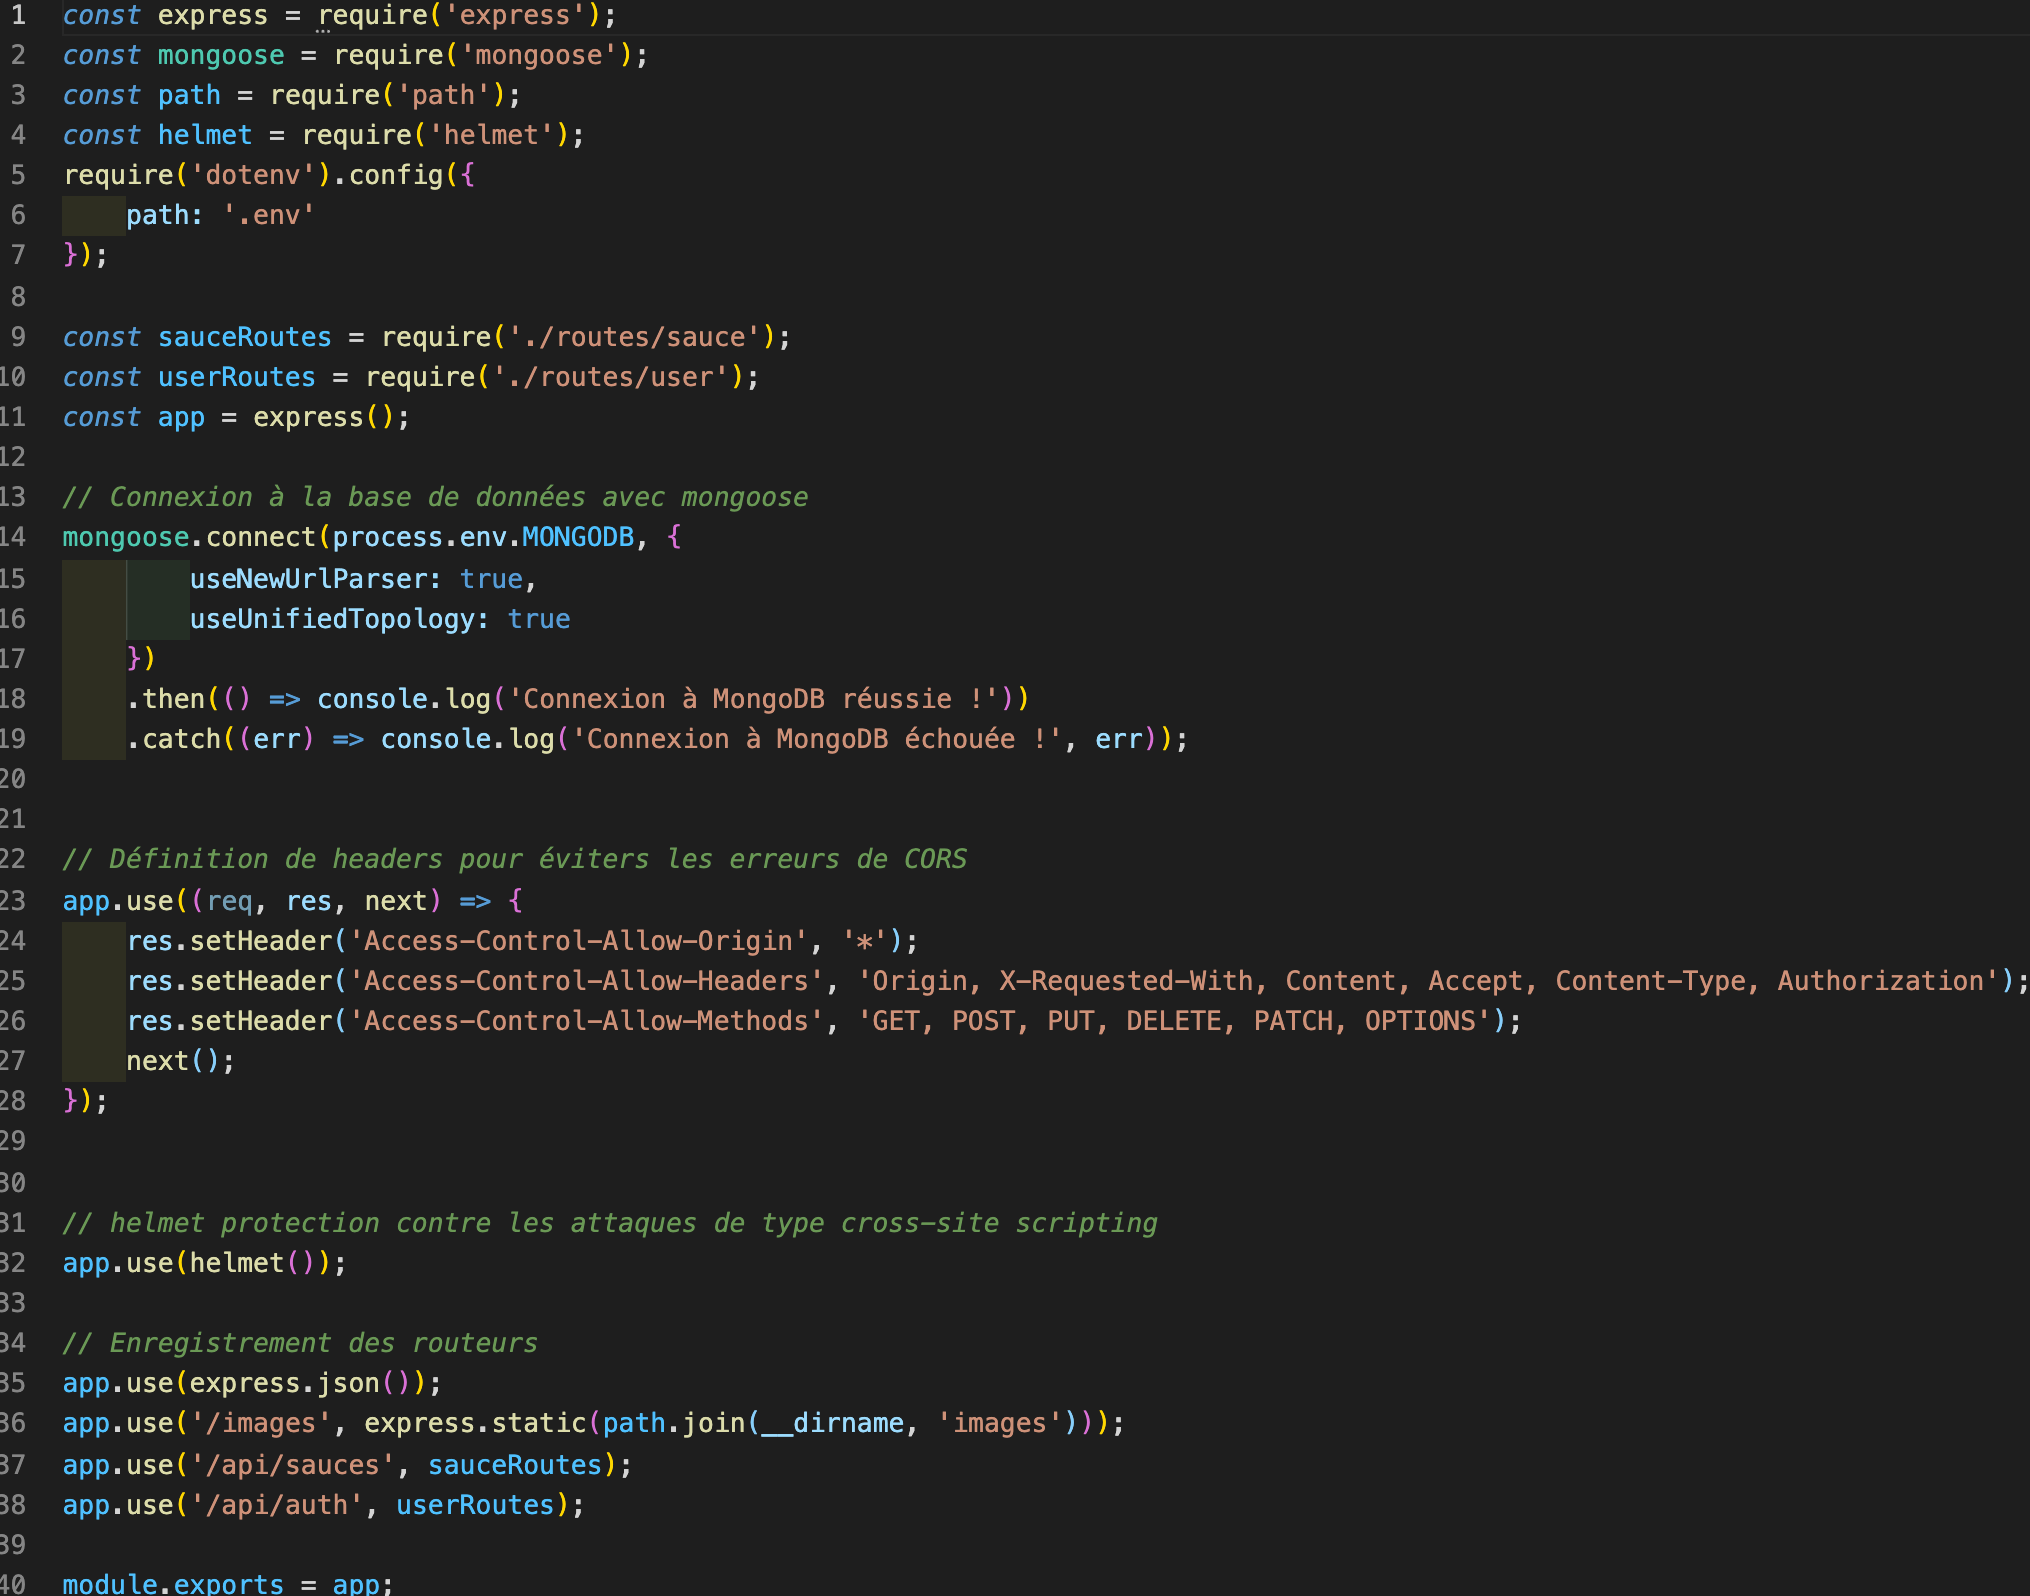 1 const express = require('express');
2 const mongoose = require('mongoose');
3 const path = require('path');
4 const helmet = require('helmet');
5 require('dotenv').config({
6     path: '.env'
7 });
8
9 const sauceRoutes = require('./routes/sauce');
10 const userRoutes = require('./routes/user');
11 const app = express();
12
13 // Connexion à la base de données avec mongoose
14 mongoose.connect(process.env.MONGODB, {
15         useNewUrlParser: true,
16         useUnifiedTopology: true
17     })
18     .then(() => console.log('Connexion à MongoDB réussie !'))
19     .catch((err) => console.log('Connexion à MongoDB échouée !', err));
20
21
22 // Définition de headers pour éviters les erreurs de CORS
23 app.use((req, res, next) => {
24     res.setHeader('Access-Control-Allow-Origin', '*');
25     res.setHeader('Access-Control-Allow-Headers', 'Origin, X-Requested-With, Content, Accept, Content-Type, Authorization');
26     res.setHeader('Access-Control-Allow-Methods', 'GET, POST, PUT, DELETE, PATCH, OPTIONS');
27     next();
28 });
29
30
31 // helmet protection contre les attaques de type cross-site scripting
32 app.use(helmet());
33
34 // Enregistrement des routeurs
35 app.use(express.json());
36 app.use('/images', express.static(path.join(__dirname, 'images')));
37 app.use('/api/sauces', sauceRoutes);
38 app.use('/api/auth', userRoutes);
39
40 module.exports = app;